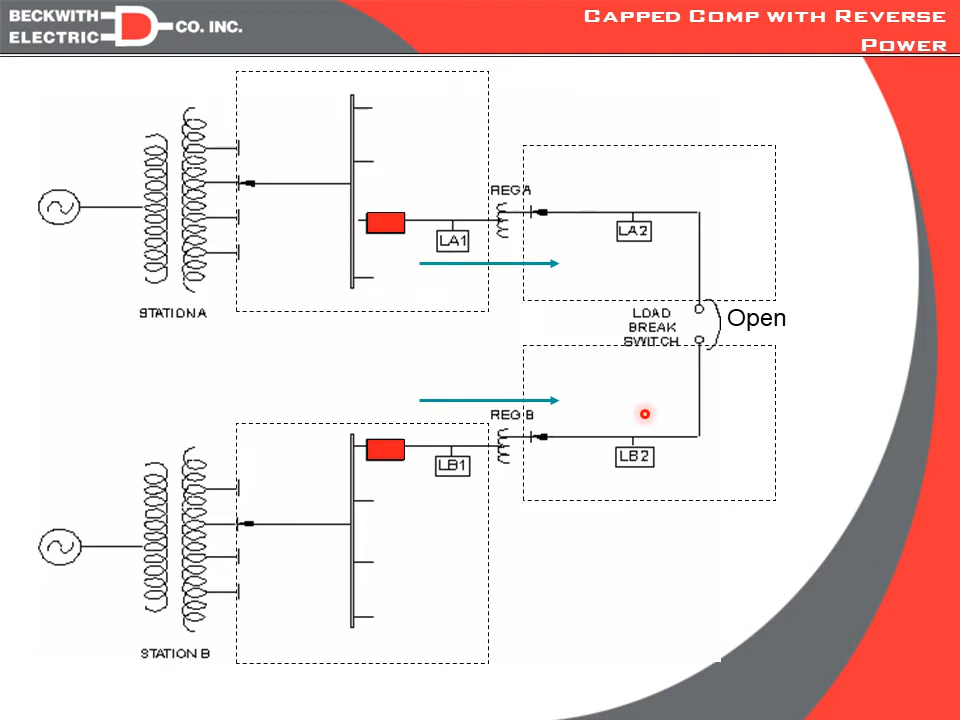 BECKWITH
ELECTRIC
CO. INC.
Capped Comp with Reverse
Power
REG A
LA1
LA2
STATION A
LOAD
BREAK
SWITCH
Open
REG B
LB1
LB2
STATION B